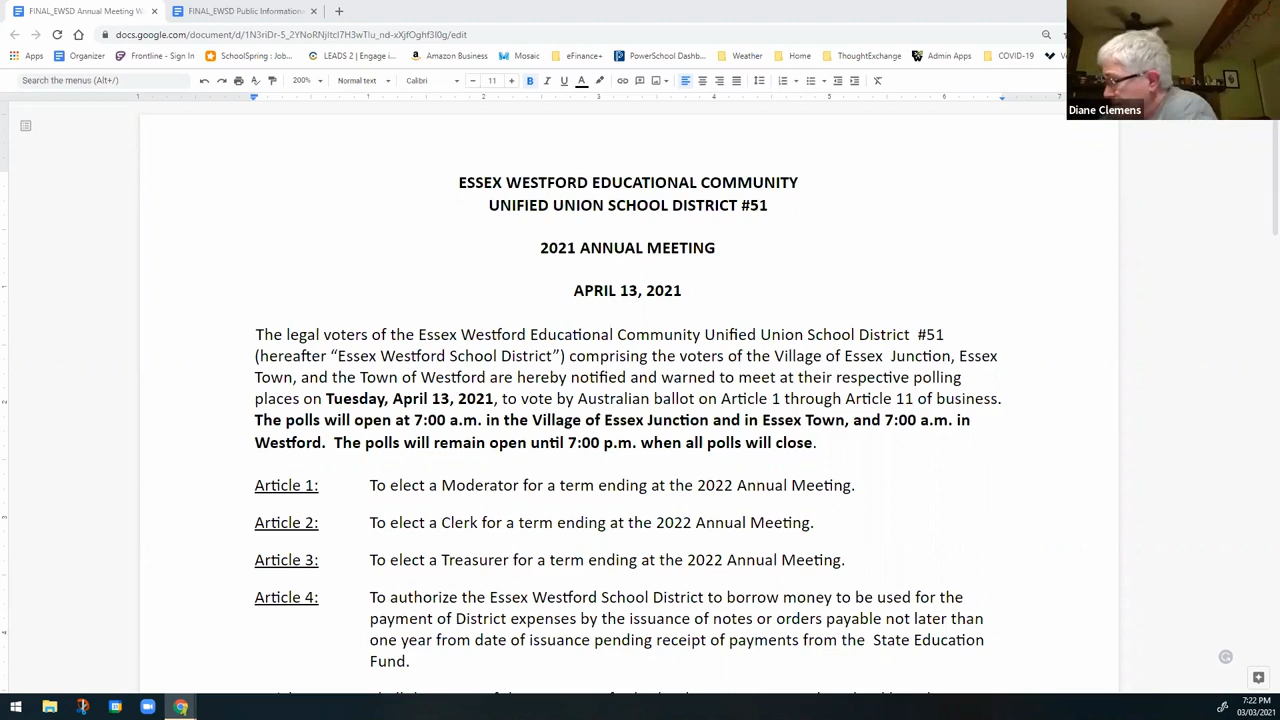 FINAL_EWSD Annual Meeting W
FINAL_EWSD Public Informationa
docs.google.com/document/d/1N3riDr-5_2YNoRNjItcI7H3wTlu_nd-xXjfOghf3I0g/edit
Apps
Organizer
Frontline - Sign In
SchoolSpring : Job...
LEADS 2 | Engage i...
Amazon Business
Mosaic
eFinance+
PowerSchool Dashb...
Weather
Home
ThoughtExchange
Admin Apps
COVID-19
Search the menus (Alt+/)
200%
Normal text
Calibri
11
Diane Clemens
ESSEX WESTFORD EDUCATIONAL COMMUNITY
UNIFIED UNION SCHOOL DISTRICT #51
2021 ANNUAL MEETING
APRIL 13, 2021
The legal voters of the Essex Westford Educational Community Unified Union School District #51
(hereafter “Essex Westford School District”) comprising the voters of the Village of Essex Junction, Essex
Town, and the Town of Westford are hereby notified and warned to meet at their respective polling
places on Tuesday, April 13, 2021, to vote by Australian ballot on Article 1 through Article 11 of business.
The polls will open at 7:00 a.m. in the Village of Essex Junction and in Essex Town, and 7:00 a.m. in
Westford. The polls will remain open until 7:00 p.m. when all polls will close.
Article 1: To elect a Moderator for a term ending at the 2022 Annual Meeting.
Article 2: To elect a Clerk for a term ending at the 2022 Annual Meeting.
Article 3: To elect a Treasurer for a term ending at the 2022 Annual Meeting.
Article 4: To authorize the Essex Westford School District to borrow money to be used for the
payment of District expenses by the issuance of notes or orders payable not later than
one year from date of issuance pending receipt of payments from the State Education
Fund.
7:22 PM
03/03/2021